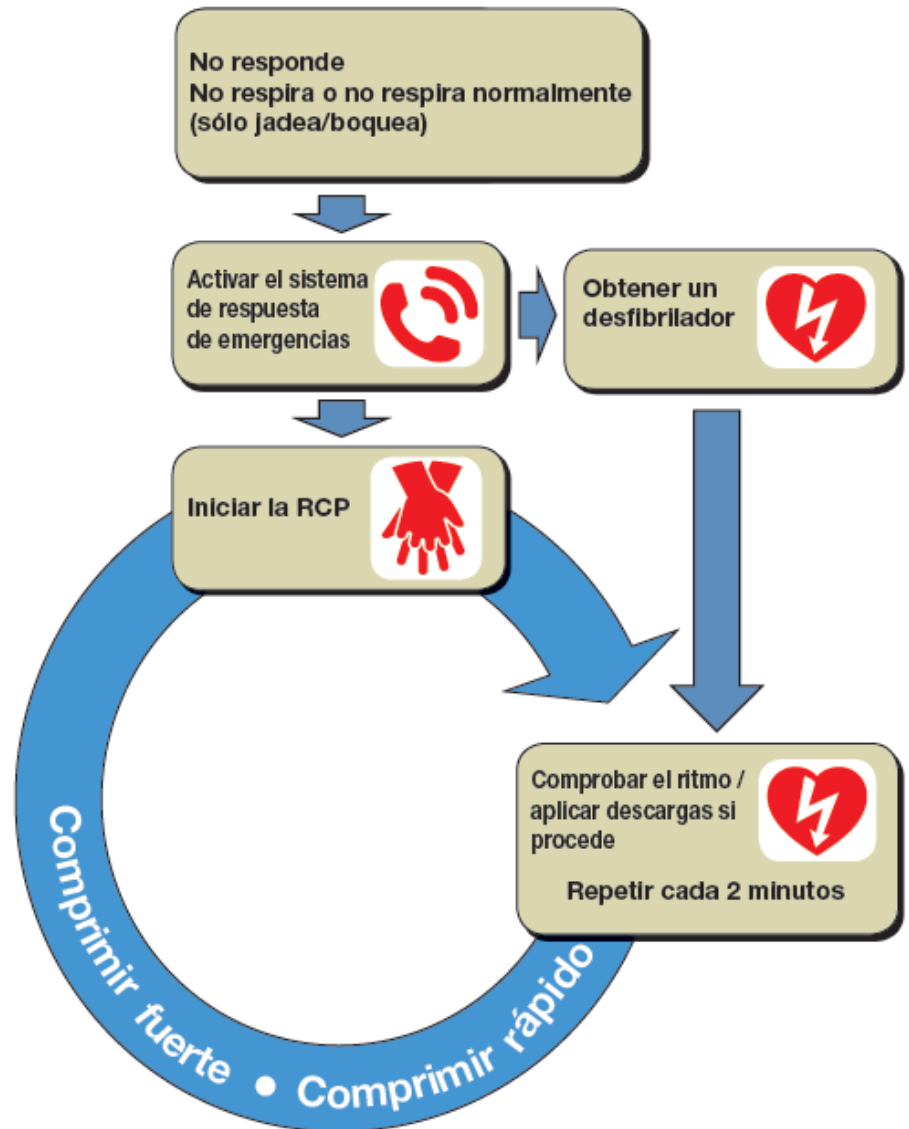 No responde
No respira o no respira normalmente
(sólo jadea/boquea)
Activar el sistema
de respuesta
de emergencias
Obtener un
desfibrilador
Iniciar la RCP
Comprobar el ritmo /
aplicar descargas si
procede
Repetir cada 2 minutos
Comprimir fuerte ● Comprimir rápido